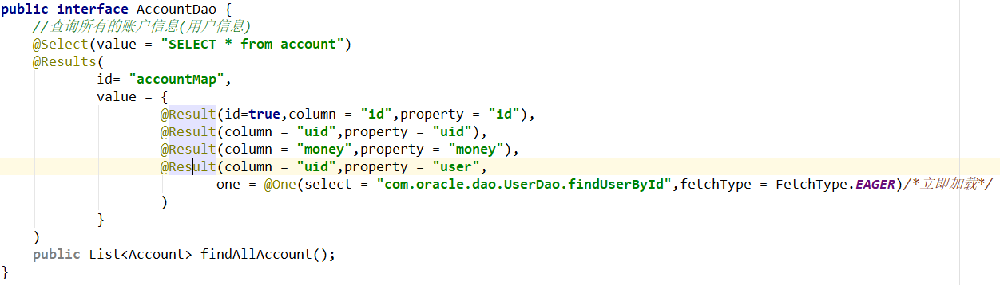 public interface AccountDao {
    //查询所有的账户信息(用户信息)
    @Select(value = "SELECT * from account")
    @Results(
            id= "accountMap",
            value = {
                    @Result(id=true,column = "id",property = "id"),
                    @Result(column = "uid",property = "uid"),
                    @Result(column = "money",property = "money"),
                    @Result(column = "uid",property = "user",
                           one = @One(select = "com.oracle.dao.UserDao.findUserById",fetchType = FetchType.EAGER)/*立即加载*/
                    )
            }
    )
    public List<Account> findAllAccount();
}